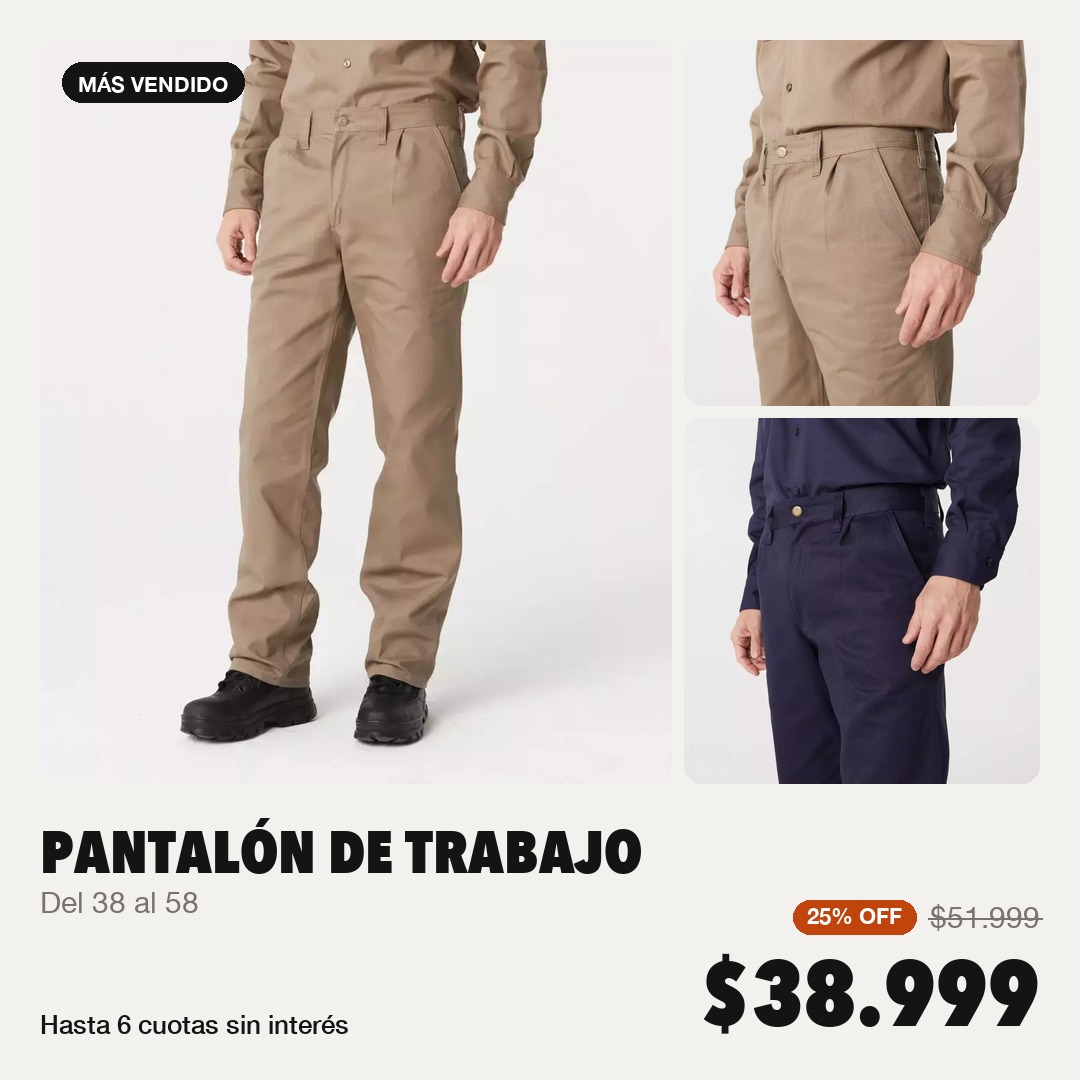 MÁS VENDIDO
PANTALÓN DE TRABAJO
Del 38 al 58
25% OFF $51.999
$38.999
Hasta 6 cuotas sin interés